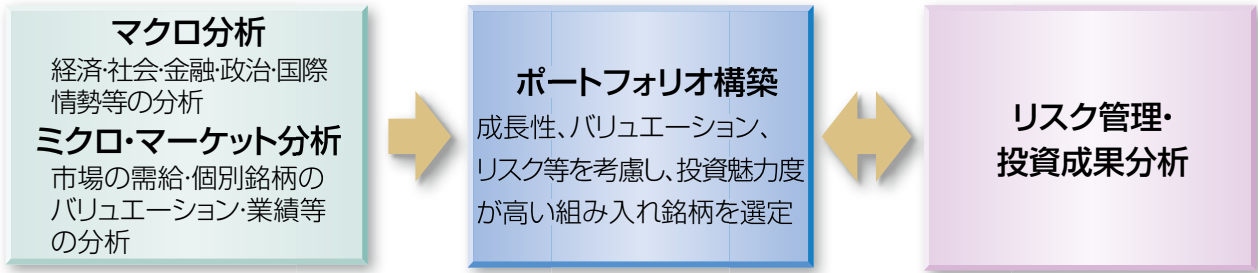 マクロ分析
経済・社会・金融・政治・国際
情勢等の分析
ミクロ・マーケット分析
市場の需給・個別銘柄の
バリュエーション・業績等
の分析
ポートフォリオ構築
成長性、バリュエーション、
リスク等を考慮し、投資魅力度
が高い組み入れ銘柄を選定
リスク管理・
投資成果分析